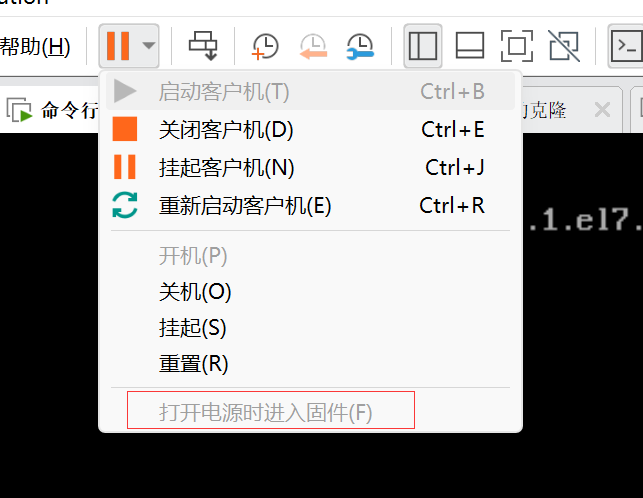 帮助(H)
启动客户机(T) Ctrl+B
命令行
克隆
关闭客户机(D) Ctrl+E
挂起客户机(N) Ctrl+J
重新启动客户机(E) Ctrl+R
.1.el7.
开机(P)
关机(O)
挂起(S)
重置(R)
打开电源时进入固件(F)